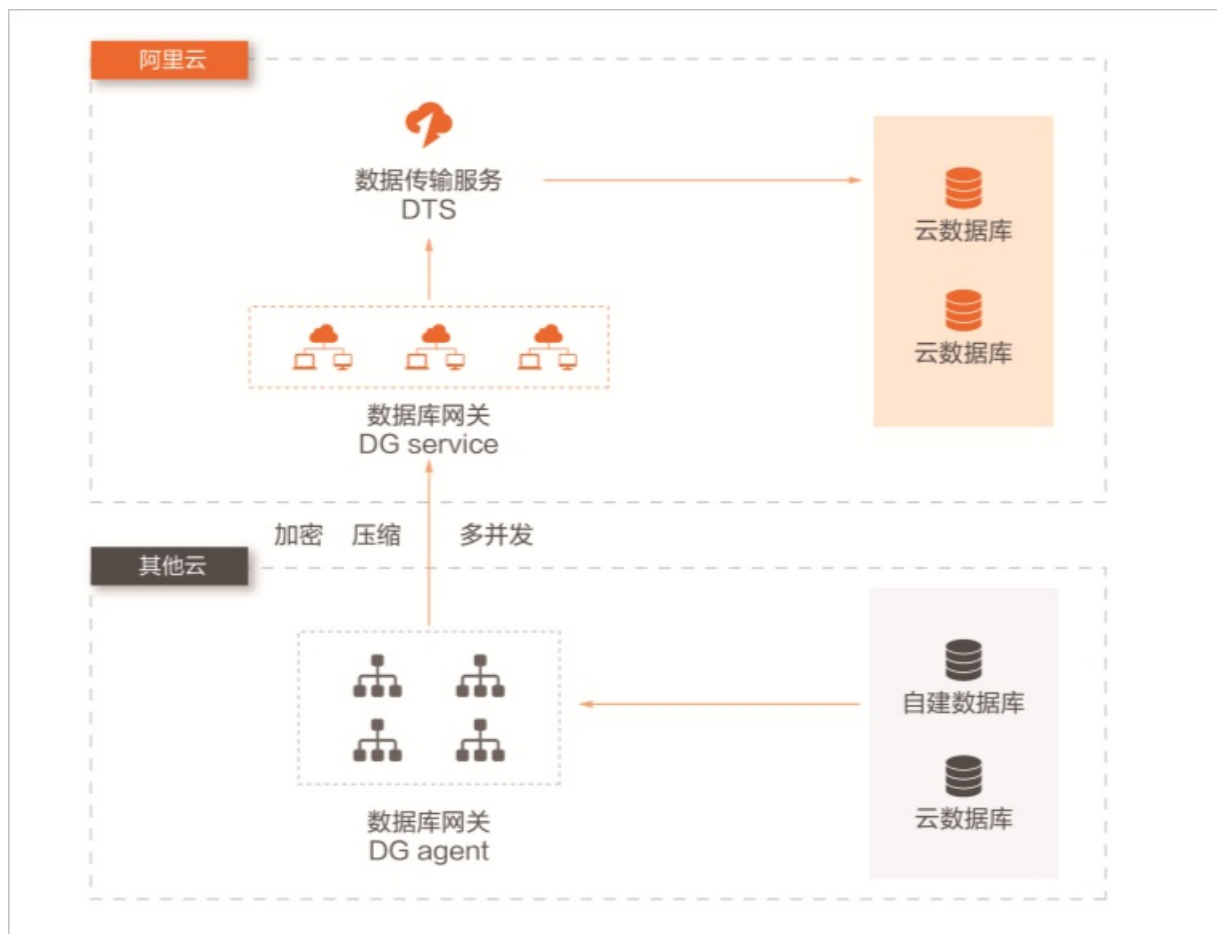 阿里云
数据传输服务
DTS
云数据库
云数据库
数据库网关
DG service
加密 压缩 多并发
其他云
自建数据库
云数据库
数据库网关
DG agent